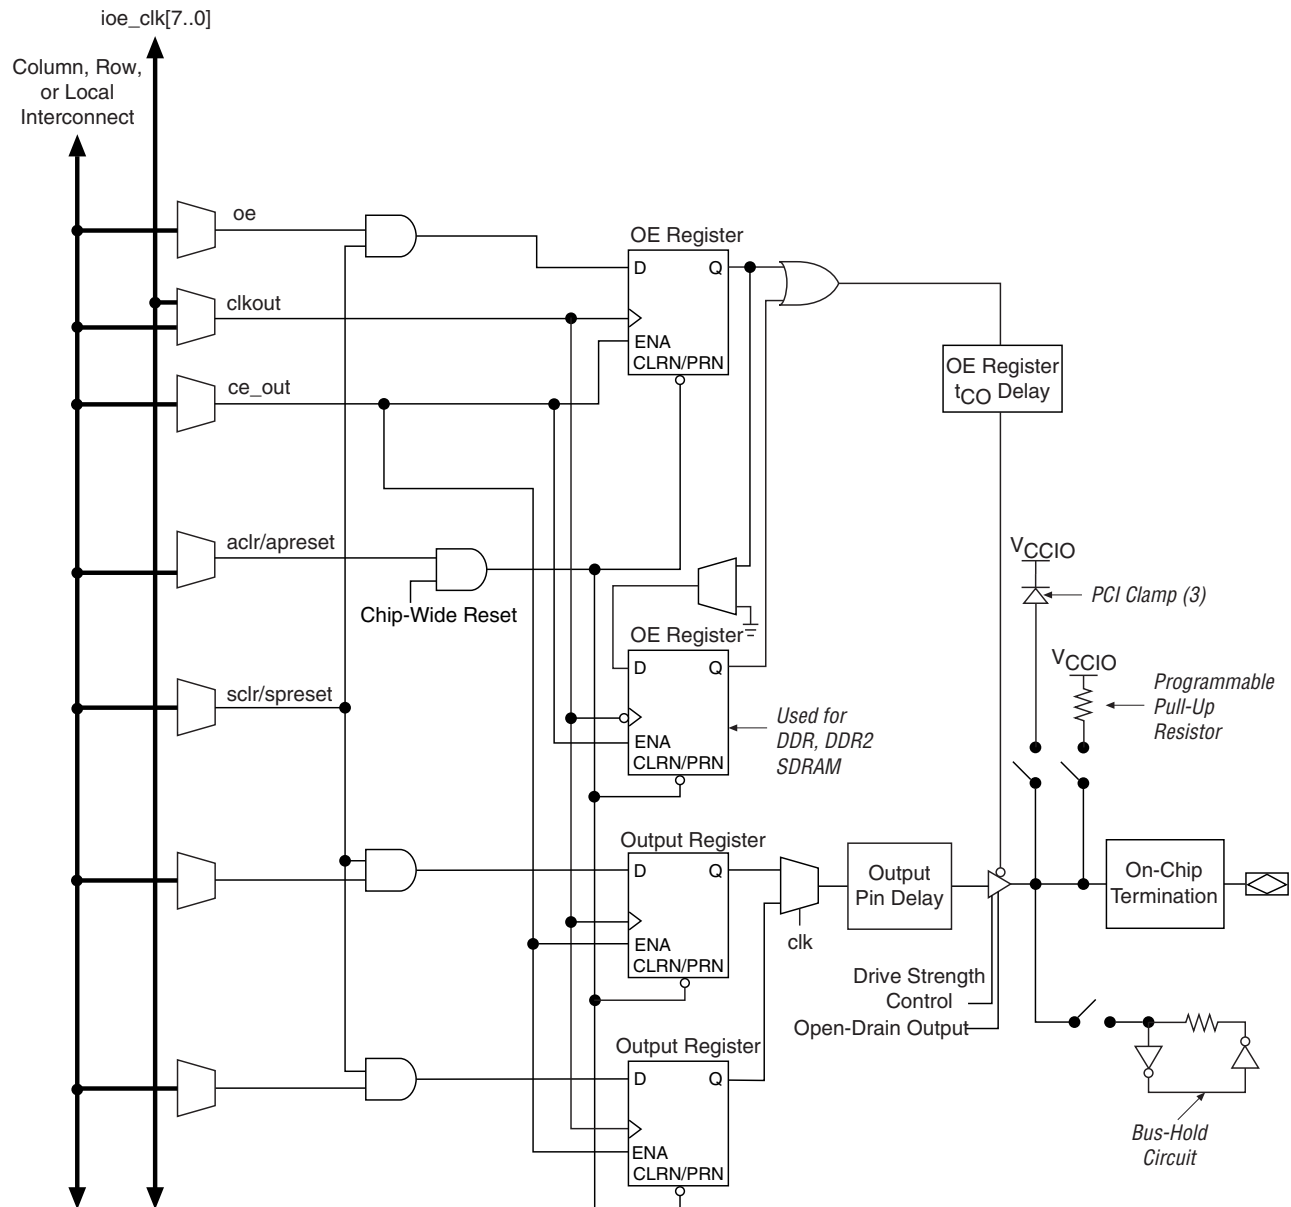 ioe_clk[7..0]
Column, Row,
or Local
Interconnect
oe
clkout
ce_out
aclr/apreset
Chip-Wide Reset
sclr/spreset
OE Register
D Q
ENA
CLRN/PRN
OE Register
tCO Delay
VCCIO
PCI Clamp (3)
VCCIO
Programmable
Pull-Up
Resistor
OE Register
D Q
ENA
CLRN/PRN
Used for
DDR, DDR2
SDRAM
Output Register
D Q
ENA
CLRN/PRN
clk
Output
Pin Delay
On-Chip
Termination
Drive Strength
Control
Open-Drain Output
Output Register
D Q
ENA
CLRN/PRN
Bus-Hold
Circuit